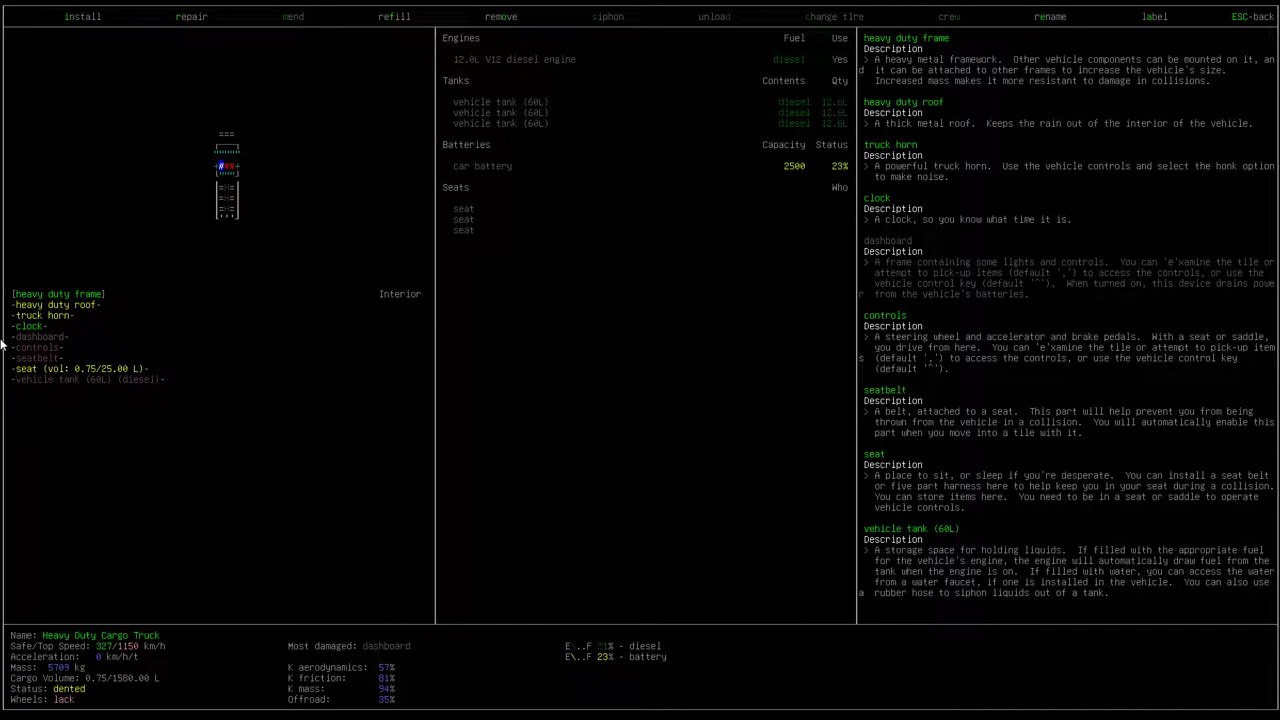 install repair mend refill remove siphon unload change tire crew rename label ESC-back
Engines Fuel Use
12.0L V12 diesel engine diesel Yes
Tanks Contents Qty
vehicle tank (60L) diesel 12.6L
vehicle tank (60L) diesel 12.6L
vehicle tank (60L) diesel 12.6L
Batteries Capacity Status
car battery 2500 23%
Seats Who
seat
seat
seat
[heavy duty frame] Interior
-heavy duty roof-
-truck horn-
-clock-
-dashboard-
-controls-
-seatbelt-
-seat (vol: 0.75/25.00 L)-
-vehicle tank (60L) (diesel)-
heavy duty frame
Description
> A heavy metal framework.  Other vehicle components can be mounted on it, an
d  it can be attached to other frames to increase the vehicle's size.
Increased mass makes it more resistant to damage in collisions.
heavy duty roof
Description
> A thick metal roof.  Keeps the rain out of the interior of the vehicle.
truck horn
Description
> A powerful truck horn.  Use the vehicle controls and select the honk option
to make noise.
clock
Description
> A clock, so you know what time it is.
dashboard
Description
> A frame containing some lights and controls.  You can 'e'xamine the tile or
attempt to pick-up items (default ',') to access the controls, or use the
vehicle control key (default '^').  When turned on, this device drains powe
r  from the vehicle's batteries.
controls
Description
> A steering wheel and accelerator and brake pedals.  With a seat or saddle,
you drive from here.  You can 'e'xamine the tile or attempt to pick-up item
s  (default ',') to access the controls, or use the vehicle control key
(default '^').
seatbelt
Description
> A belt, attached to a seat.  This part will help prevent you from being
thrown from the vehicle in a collision.  You will automatically enable this
part when you move into a tile with it.
seat
Description
> A place to sit, or sleep if you're desperate.  You can install a seat belt
or five part harness here to help keep you in your seat during a collision.
You can store items here.  You need to be in a seat or saddle to operate
vehicle controls.
vehicle tank (60L)
Description
> A storage space for holding liquids.  If filled with the appropriate fuel
for the vehicle's engine, the engine will automatically draw fuel from the
tank when the engine is on.  If filled with water, you can access the water
from a water faucet, if one is installed in the vehicle.  You can also use
a  rubber hose to siphon liquids out of a tank.
Name: Heavy Duty Cargo Truck
Safe/Top Speed: 327/1150 km/h Most damaged: dashboard E\..F 21% - diesel
Acceleration: 0 km/h/t E\..F 23% - battery
Mass: 5709 kg K aerodynamics: 57%
Cargo Volume: 0.75/1580.00 L K friction: 81%
Status: dented K mass: 94%
Wheels: lack Offroad: 35%